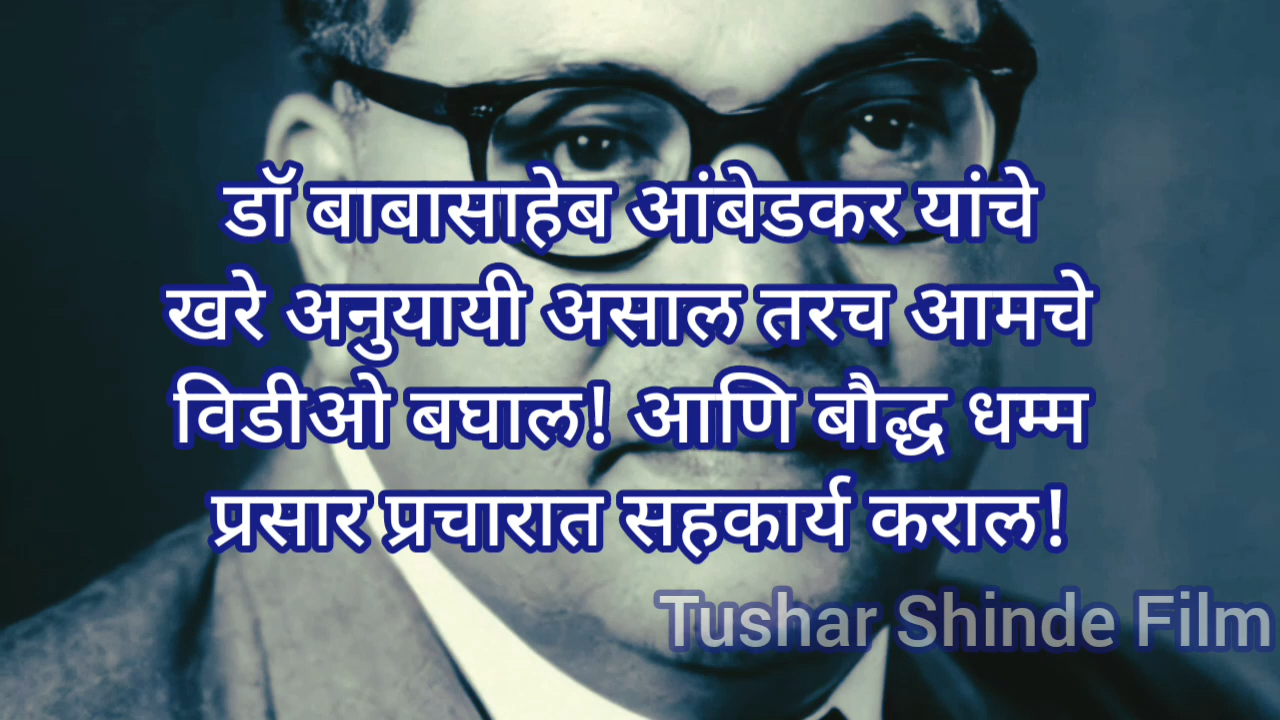 डॉ बाबासाहेब आंबेडकर यांचे
खरे अनुयायी असाल तरच आमचे
विडीओ बघाल! आणि बौद्ध धम्म
प्रसार प्रचारात सहकार्य कराल!
Tushar Shinde Film